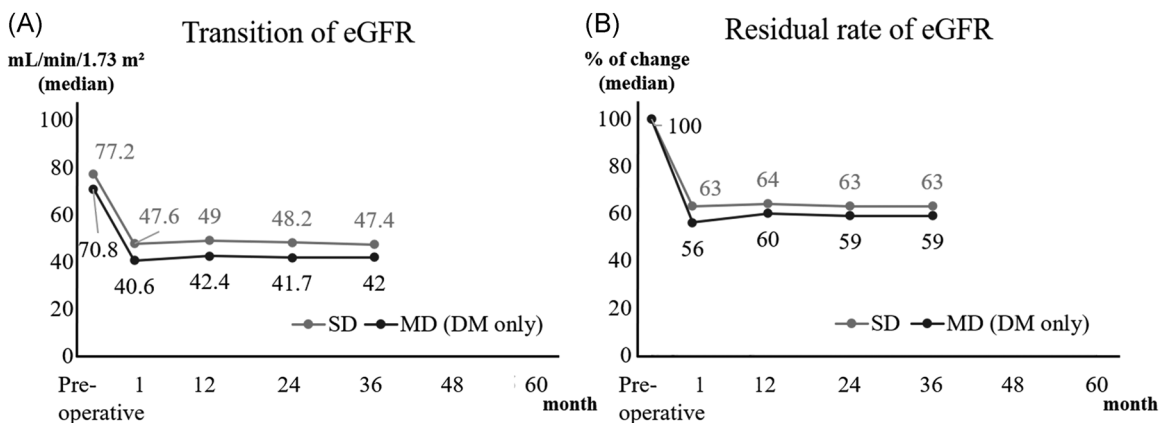 (A)
Transition of eGFR
mL/min/1.73 m²
(median)
100
80
60
40
20
0
77.2
70.8
47.6
49
48.2
47.4
40.6
42.4
41.7
42
SD
MD (DM only)
Pre-
operative
1
12
24
36
48
60
month
(B)
Residual rate of eGFR
% of change
(median)
100
80
60
40
20
0
100
63
64
63
63
56
60
59
59
SD
MD (DM only)
Pre-
operative
1
12
24
36
48
60
month